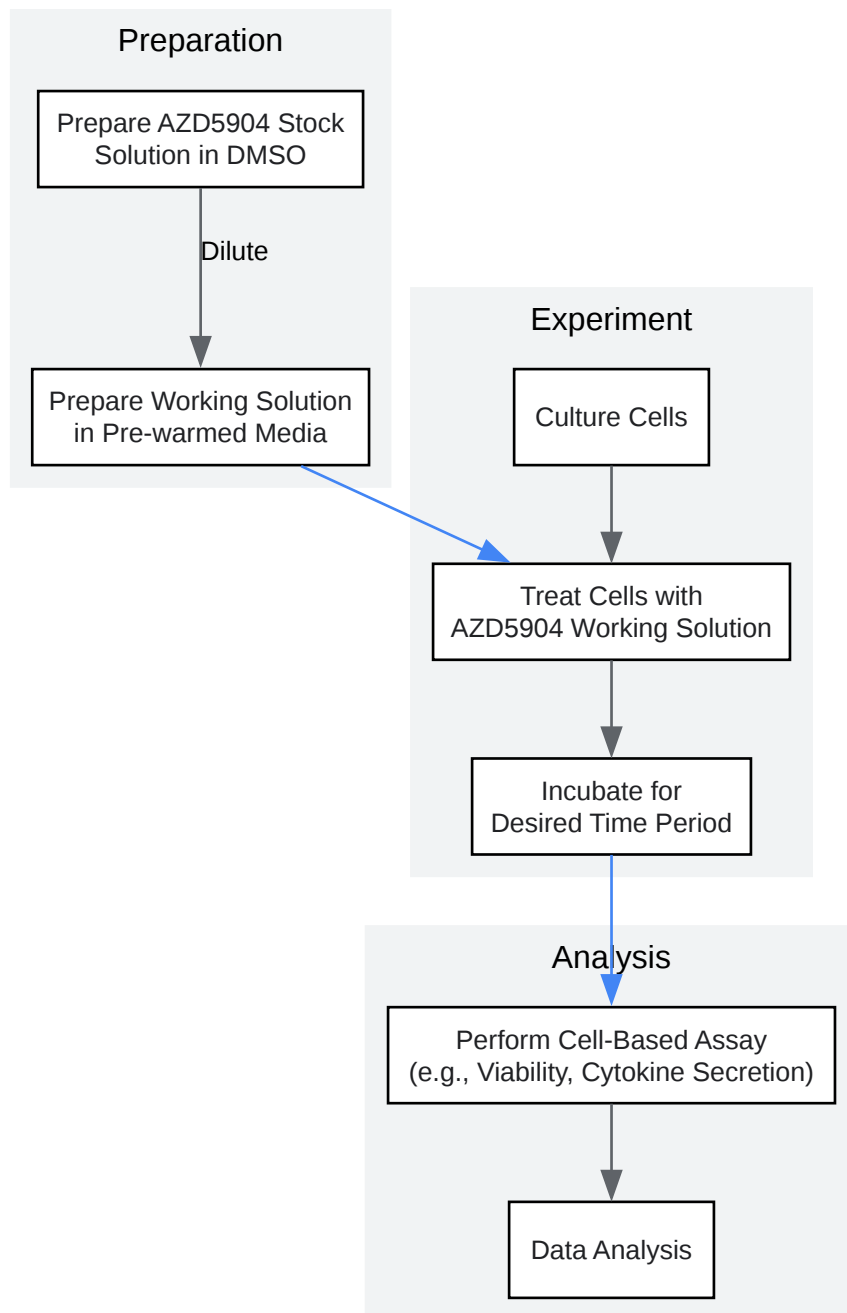 Preparation
Prepare AZD5904 Stock
Solution in DMSO
Dilute
Prepare Working Solution
in Pre-warmed Media
Experiment
Culture Cells
Treat Cells with
AZD5904 Working Solution
Incubate for
Desired Time Period
Analysis
Perform Cell-Based Assay
(e.g., Viability, Cytokine Secretion)
Data Analysis